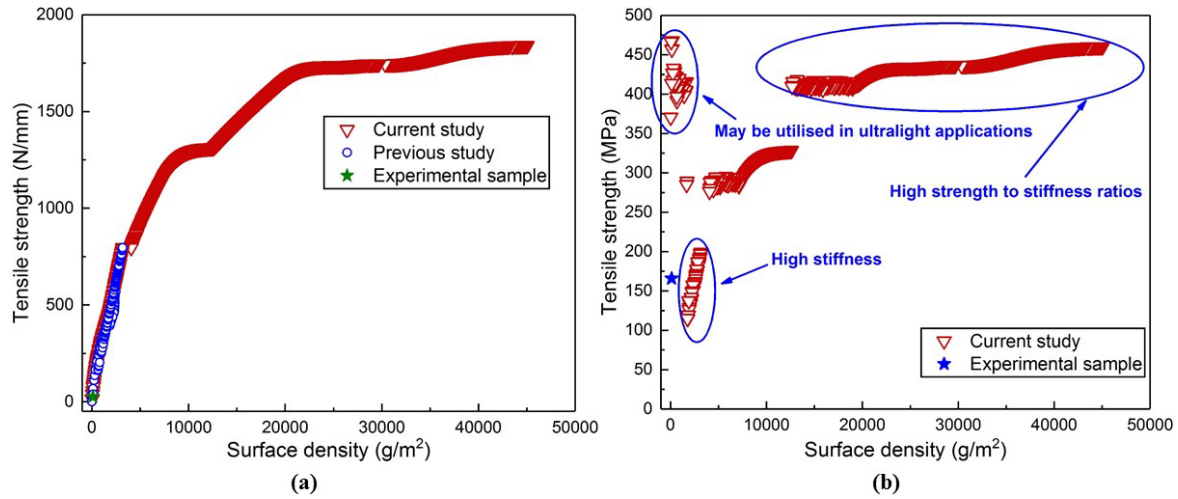 2000
1500
1000
500
0
Tensile strength (N/mm)
Current study
Previous study
Experimental sample
0 10000 20000 30000 40000 50000
Surface density (g/m²)
(a)
500
450
400
350
300
250
200
150
100
50
0
Tensile strength (MPa)
May be utilised in ultralight applications
High strength to stiffness ratios
High stiffness
Current study
Experimental sample
0 10000 20000 30000 40000 50000
Surface density (g/m²)
(b)